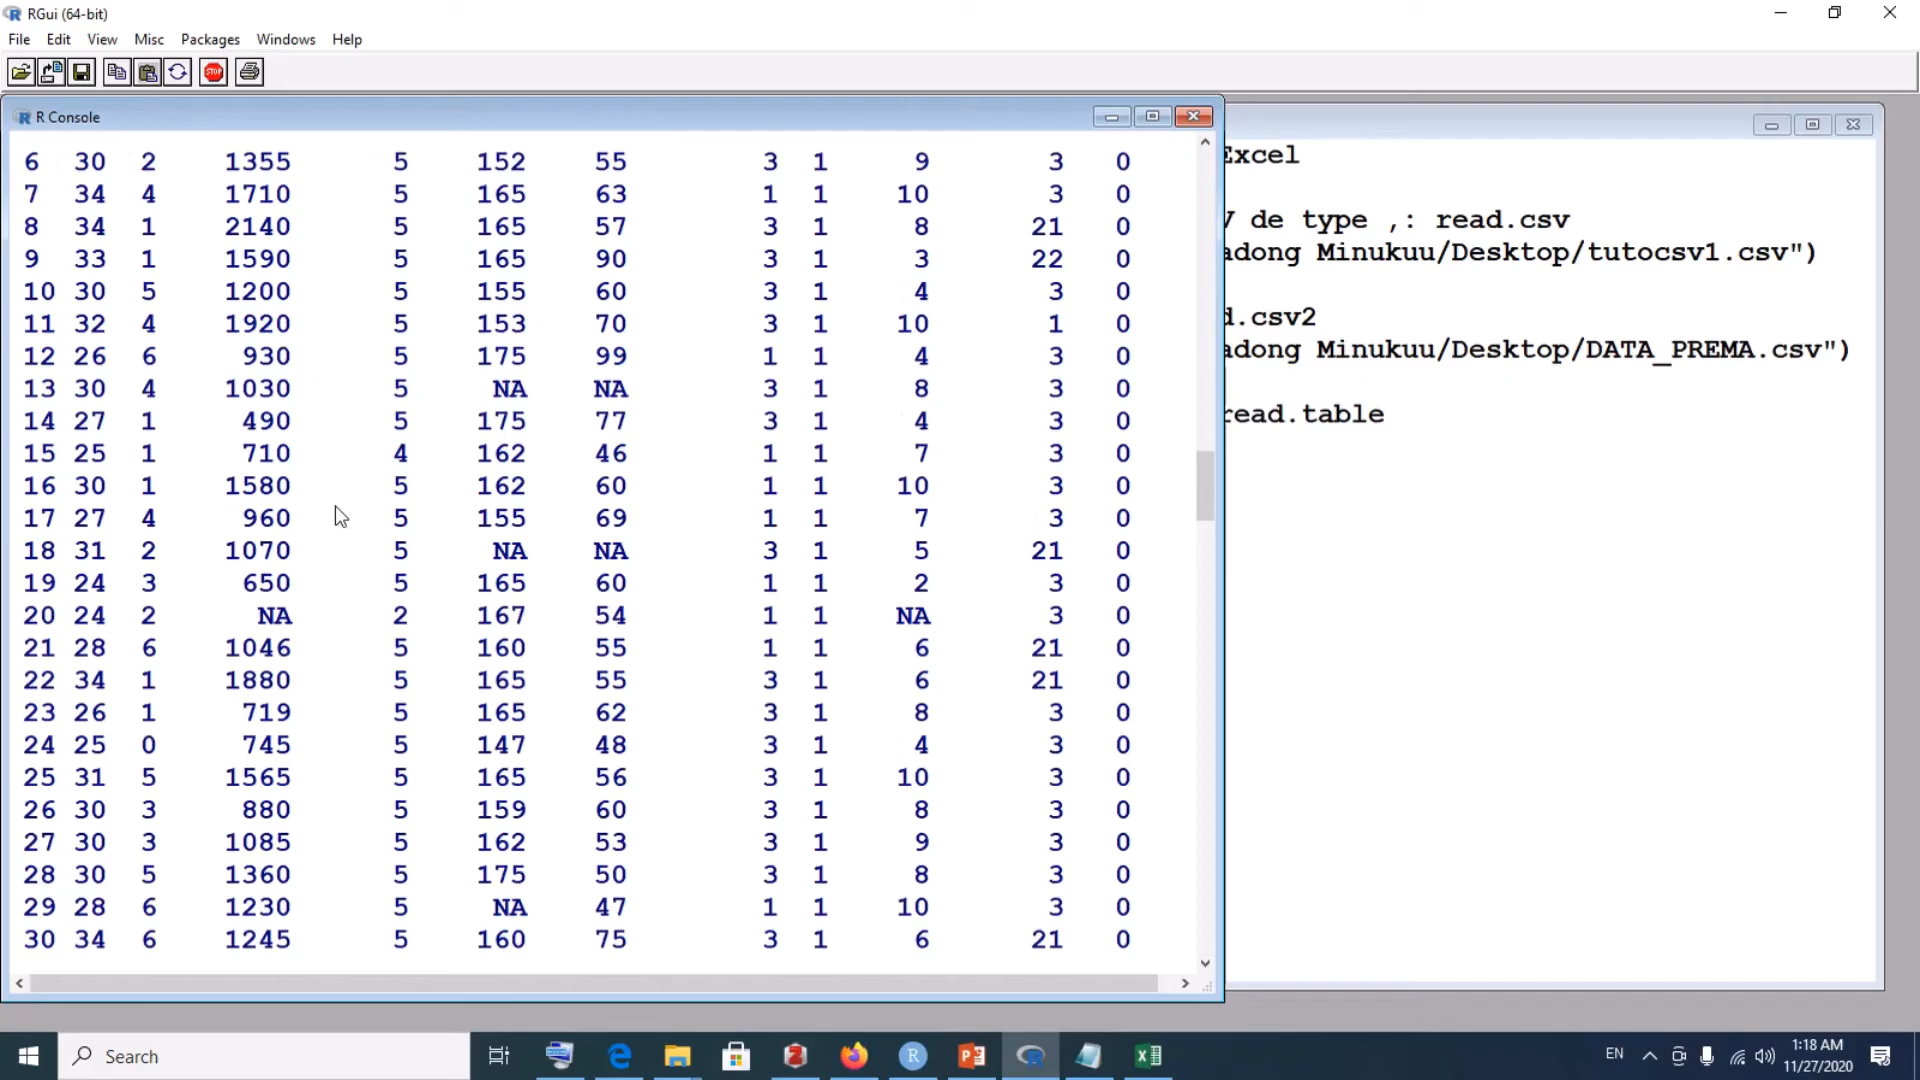 RGui (64-bit)
File Edit View Misc Packages Windows Help
STOP
R Console
6 30 2 1355 5 152 55 3 1 9 3 0
7 34 4 1710 5 165 63 1 1 10 3 0
8 34 1 2140 5 165 57 3 1 8 21 0
9 33 1 1590 5 165 90 3 1 3 22 0
10 30 5 1200 5 155 60 3 1 4 3 0
11 32 4 1920 5 153 70 3 1 10 1 0
12 26 6 930 5 175 99 1 1 4 3 0
13 30 4 1030 5 NA NA 3 1 8 3 0
14 27 1 490 5 175 77 3 1 4 3 0
15 25 1 710 4 162 46 1 1 7 3 0
16 30 1 1580 5 162 60 1 1 10 3 0
17 27 4 960 5 155 69 1 1 7 3 0
18 31 2 1070 5 NA NA 3 1 5 21 0
19 24 3 650 5 165 60 1 1 2 3 0
20 24 2 NA 2 167 54 1 1 NA 3 0
21 28 6 1046 5 160 55 1 1 6 21 0
22 34 1 1880 5 165 55 3 1 6 21 0
23 26 1 719 5 165 62 3 1 8 3 0
24 25 0 745 5 147 48 3 1 4 3 0
25 31 5 1565 5 165 56 3 1 10 3 0
26 30 3 880 5 159 60 3 1 8 3 0
27 30 3 1085 5 162 53 3 1 9 3 0
28 30 5 1360 5 175 50 3 1 8 3 0
29 28 6 1230 5 NA 47 1 1 10 3 0
30 34 6 1245 5 160 75 3 1 6 21 0
Excel
V de type ,: read.csv
adong Minukuu/Desktop/tutocsv1.csv")
d.csv2
adong Minukuu/Desktop/DATA_PREMA.csv")
read.table
Search
EN
1:18 AM
11/27/2020